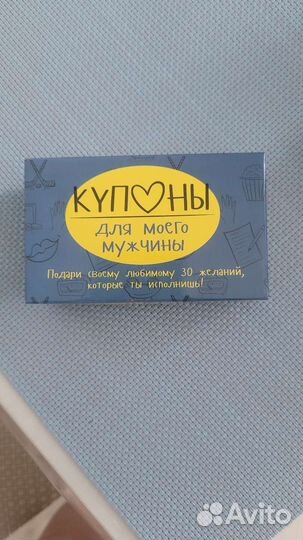 КУПОНЫ
для моего
мужчины
Подари своему любимому 30 желаний,
которые ты исполнишь!
Avito